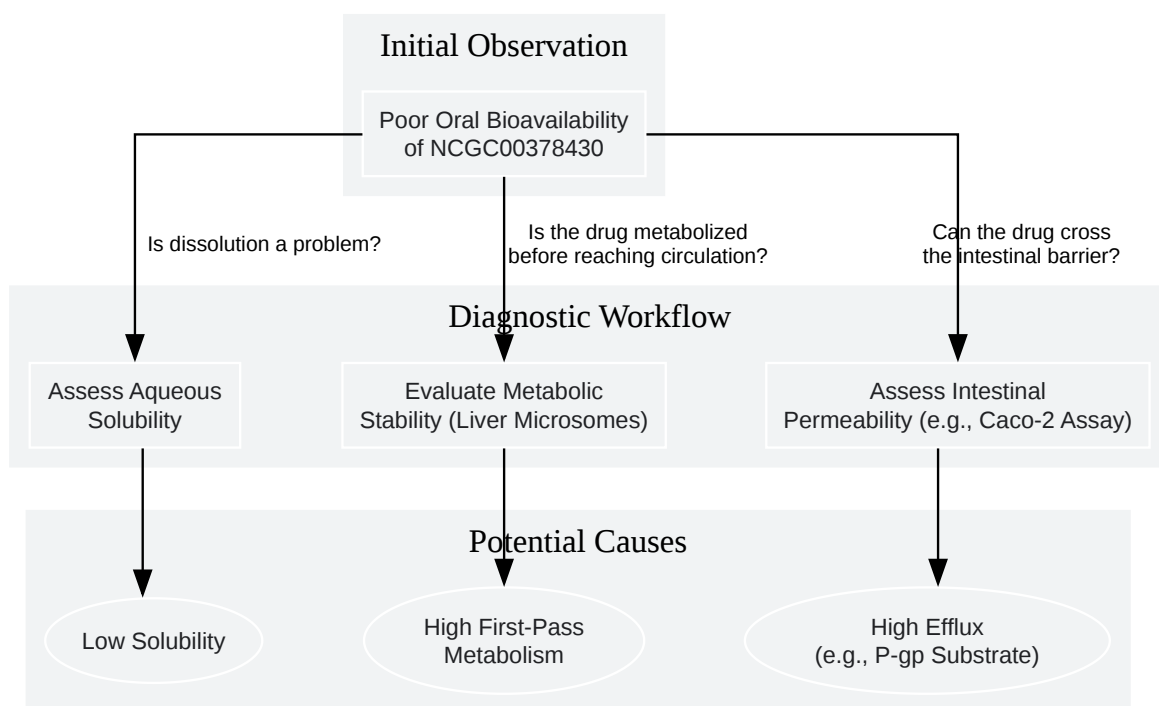 Initial Observation
Poor Oral Bioavailability
of NCGC00378430
Is dissolution a problem?
Is the drug metabolized
before reaching circulation?
Can the drug cross
the intestinal barrier?
Diagnostic Workflow
Assess Aqueous
Solubility
Evaluate Metabolic
Stability (Liver Microsomes)
Assess Intestinal
Permeability (e.g., Caco-2 Assay)
Potential Causes
Low Solubility
High First-Pass
Metabolism
High Efflux
(e.g., P-gp Substrate)